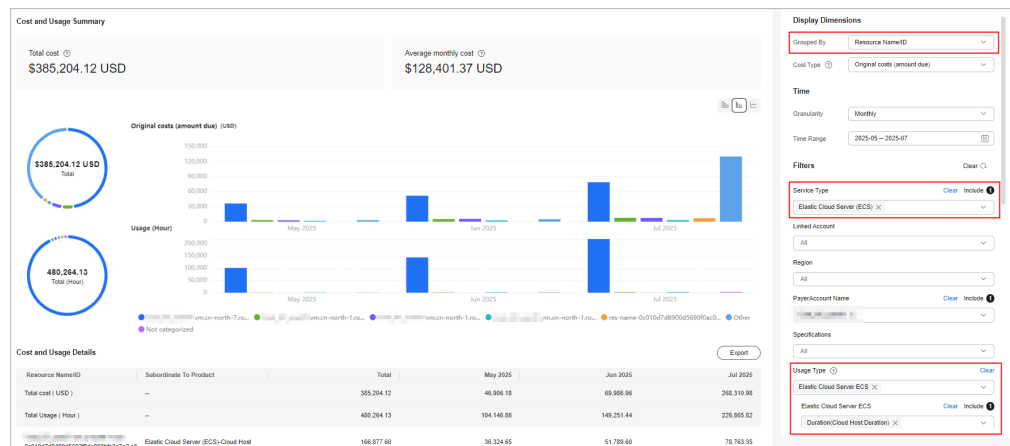 Cost and Usage Summary
Total cost
$385,204.12 USD
Average monthly cost
$128,401.37 USD
Original costs (amount due) (USD)
150,000
120,000
90,000
60,000
30,000
0
$385,204.12 USD
Total
May 2025 Jun 2025 Jul 2025
Usage (Hour)
200,000
150,000
100,000
50,000
0
480,264.13
Total (Hour)
May 2025 Jun 2025 Jul 2025
vm.cn-north-7.ro... vm.cn-north-1.ro... vm.cn-north-1.ro... vm.cn-north-1.ro... res-name-0c010d7d8900d5690f0ac0... Other
Not categorized
Cost and Usage Details
Export
Resource Name/ID Subordinate To Product Total May 2025 Jun 2025 Jul 2025
Total cost ( USD ) -- 385,204.12 46,906.18 69,986.96 268,310.98
Total Usage ( Hour ) -- 480,264.13 104,146.86 149,251.44 226,865.82
Elastic Cloud Server (ECS)-Cloud Host 166,877.60 36,324.65 51,789.60 78,763.35
Display Dimensions
Grouped By Resource Name/ID
Cost Type Original costs (amount due)
Time
Granularity Monthly
Time Range 2025-05 -- 2025-07
Filters Clear
Service Type Clear Include 1
Elastic Cloud Server (ECS)
Linked Account
All
Region
All
PayerAccount Name Clear Include 1
Specifications
All
Usage Type Clear
Elastic Cloud Server ECS
Elastic Cloud Server ECS Clear Include 1
Duration(Cloud Host:Duration)